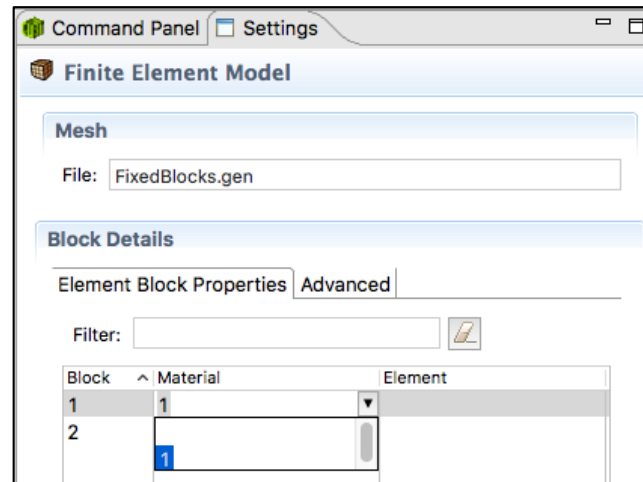 Command Panel Settings
Finite Element Model
Mesh
File: FixedBlocks.gen
Block Details
Element Block Properties Advanced
Filter:
Block Material Element
1 1
2
1